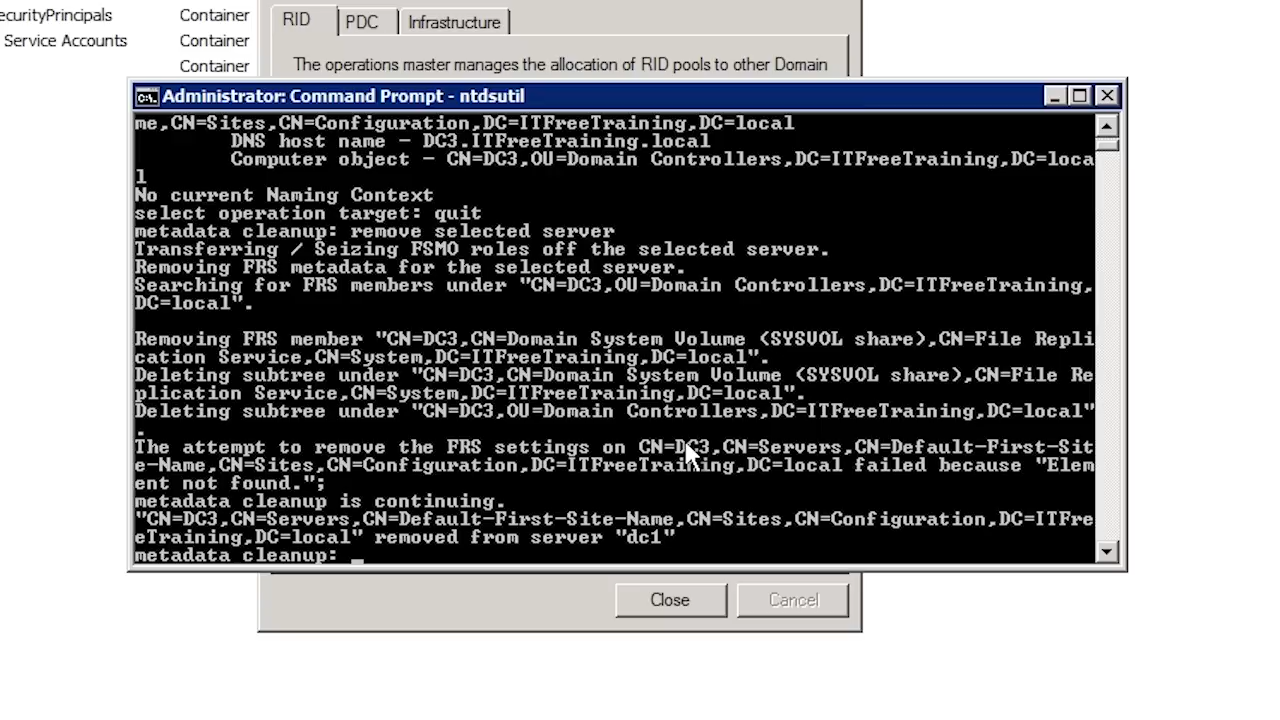 ecurityPrincipals Container
Service Accounts Container
Container
RID PDC Infrastructure
The operations master manages the allocation of RID pools to other Domain
Administrator: Command Prompt - ntdsutil
me,CN=Sites,CN=Configuration,DC=ITFreeTraining,DC=local
DNS host name - DC3.ITFreeTraining.local
Computer object - CN=DC3,OU=Domain Controllers,DC=ITFreeTraining,DC=loca
l
No current Naming Context
select operation target: quit
metadata cleanup: remove selected server
Transferring / Seizing FSMO roles off the selected server.
Removing FRS metadata for the selected server.
Searching for FRS members under "CN=DC3,OU=Domain Controllers,DC=ITFreeTraining,
DC=local".
Removing FRS member "CN=DC3,CN=Domain System Volume (SYSVOL share),CN=File Repli
cation Service,CN=System,DC=ITFreeTraining,DC=local".
Deleting subtree under "CN=DC3,CN=Domain System Volume (SYSVOL share),CN=File Re
plication Service,CN=System,DC=ITFreeTraining,DC=local".
Deleting subtree under "CN=DC3,OU=Domain Controllers,DC=ITFreeTraining,DC=local"
.
The attempt to remove the FRS settings on CN=DC3,CN=Servers,CN=Default-First-Sit
e-Name,CN=Sites,CN=Configuration,DC=ITFreeTraining,DC=local failed because "Elem
ent not found.";
metadata cleanup is continuing.
"CN=DC3,CN=Servers,CN=Default-First-Site-Name,CN=Sites,CN=Configuration,DC=ITFre
eTraining,DC=local" removed from server "dc1"
metadata cleanup: _
Close Cancel